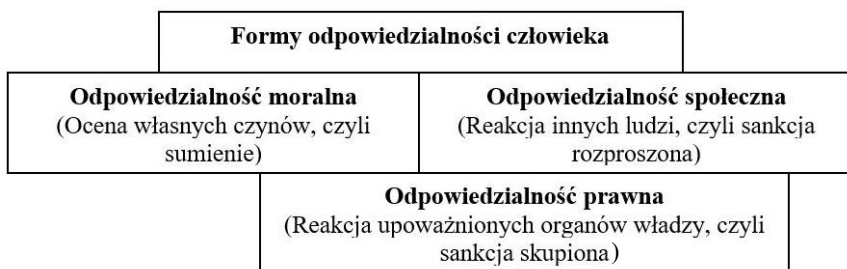 Formy odpowiedzialności człowieka
Odpowiedzialność moralna
(Ocena własnych czynów, czyli
sumienie)
Odpowiedzialność społeczna
(Reakcja innych ludzi, czyli sankcja
rozproszona)
Odpowiedzialność prawna
(Reakcja upoważnionych organów władzy, czyli
sankcja skupiona)